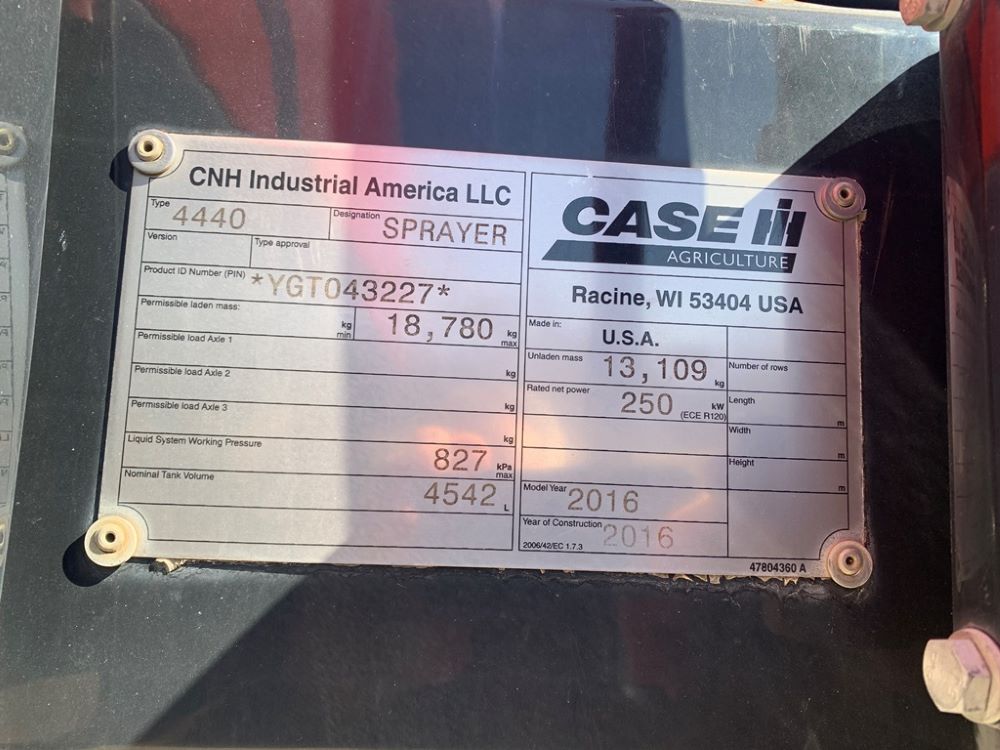 CNH Industrial America LLC
Type 4440
Designation SPRAYER
Version
Type approval
Product ID Number (PIN) *YGT043227*
Permissible laden mass:
kg min
18,780 kg max
Permissible load Axle 1
kg
Permissible load Axle 2
kg
Permissible load Axle 3
kg
Liquid System Working Pressure
827 kPa max
Nominal Tank Volume
4542 L
CASE IH
AGRICULTURE
Racine, WI 53404 USA
Made in: U.S.A.
Unladen mass 13,109 kg
Rated net power 250 kW
(ECE R120)
Number of rows
Length m
Width m
Height m
Model Year 2016
Year of Construction 2016
2006/42/EC 1.7.3
47804360 A